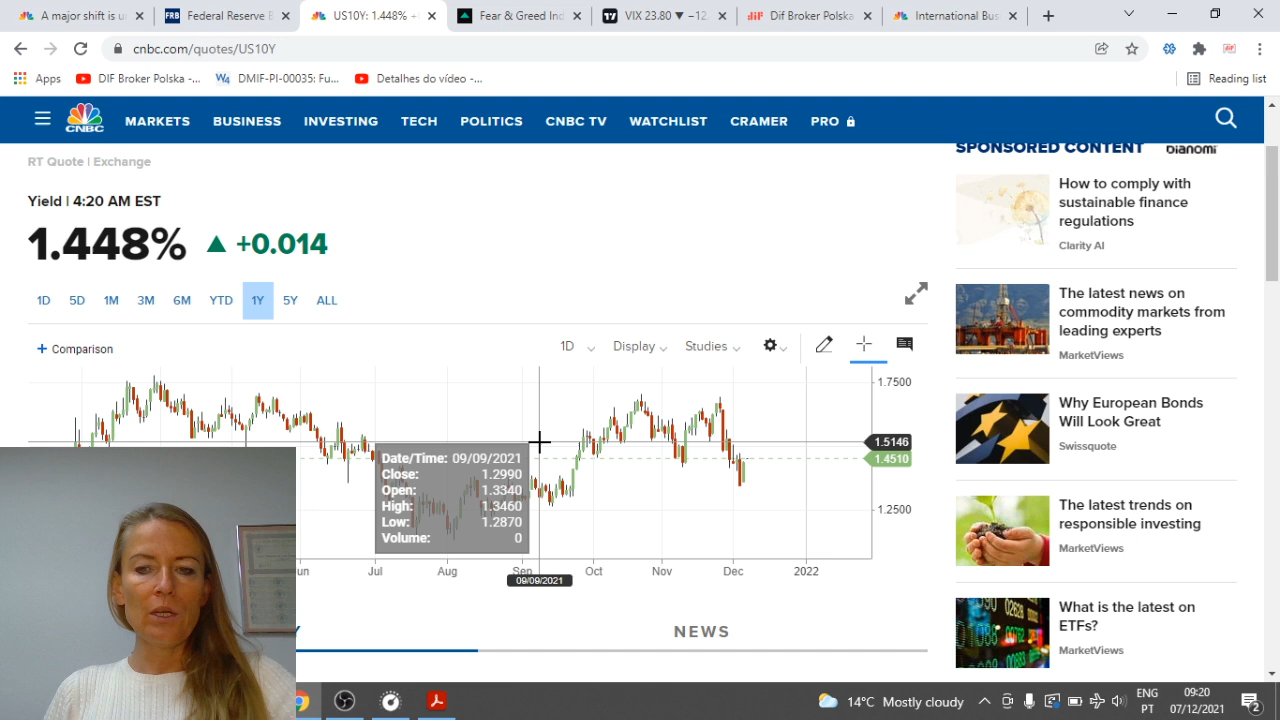 A major shift is u
Federal Reserve B
US10Y: 1.448% +
Fear & Greed Ind
VIX 23.80 ▼ −12
Dif Broker Polska
International Bus
cnbc.com/quotes/US10Y
Apps
DIF Broker Polska -...
DMIF-PI-00035: Fu...
Detalhes do vídeo -...
Reading list
CNBC
MARKETS
BUSINESS
INVESTING
TECH
POLITICS
CNBC TV
WATCHLIST
CRAMER
PRO
RT Quote | Exchange
Yield | 4:20 AM EST
1.448% ▲ +0.014
1D 5D 1M 3M 6M YTD 1Y 5Y ALL
+ Comparison
1D Display Studies
1.7500
1.5146
1.4510
1.2500
Date/Time: 09/09/2021
Close: 1.2990
Open: 1.3340
High: 1.3460
Low: 1.2870
Volume: 0
Jul Aug Sep Oct Nov Dec 2022
09/09/2021
NEWS
SPONSORED CONTENT
bianomi
How to comply with
sustainable finance
regulations
Clarity AI
The latest news on
commodity markets from
leading experts
MarketViews
Why European Bonds
Will Look Great
Swissquote
The latest trends on
responsible investing
MarketViews
What is the latest on
ETFs?
MarketViews
14°C Mostly cloudy
ENG
PT
09:20
07/12/2021
2